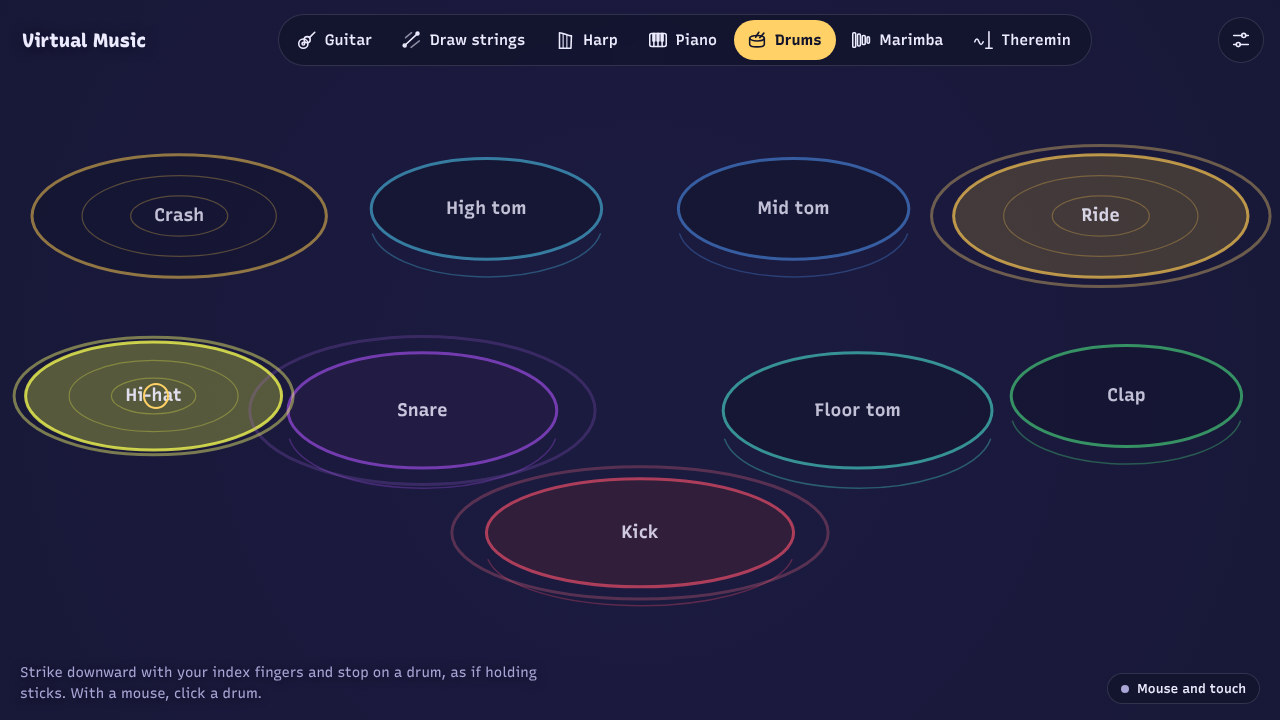 Virtual Music
Guitar
Draw strings
Harp
Piano
Drums
Marimba
Theremin
Crash
High tom
Mid tom
Ride
Hi-hat
Snare
Floor tom
Clap
Kick
Strike downward with your index fingers and stop on a drum, as if holding
sticks. With a mouse, click a drum.
Mouse and touch